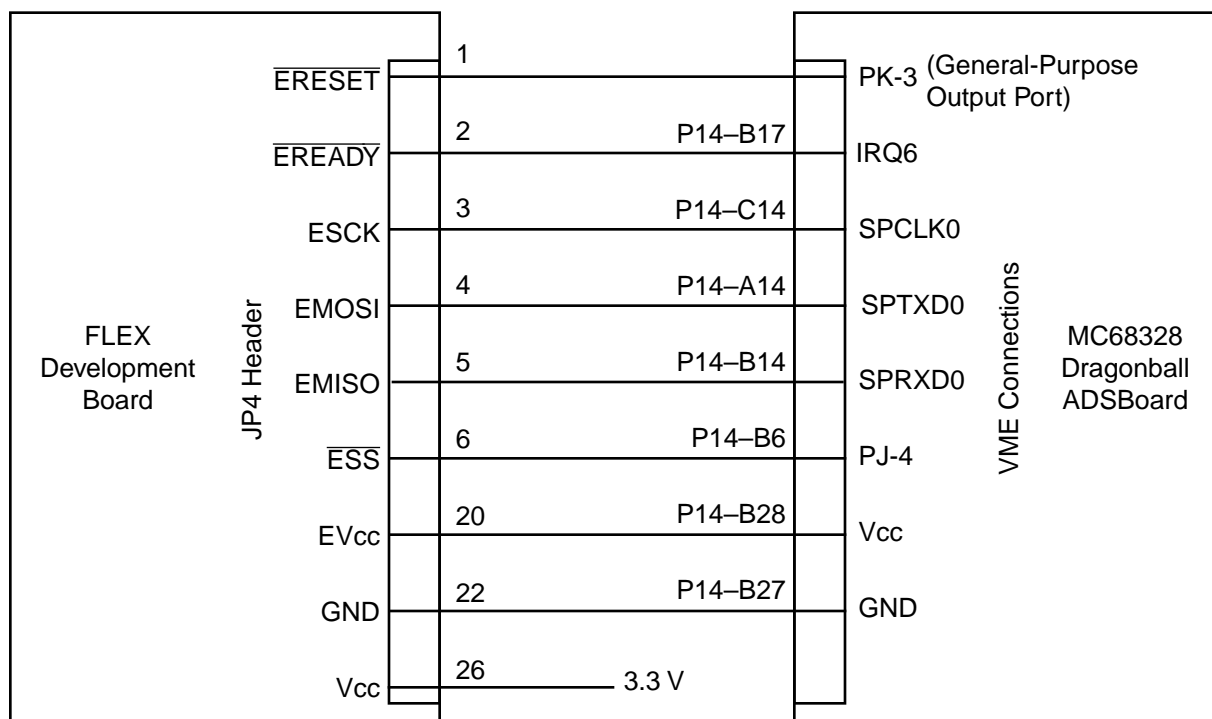 1
ERESET
PK-3 (General-Purpose
Output Port)
2
P14–B17
EREADY
IRQ6
3
P14–C14
ESCK
SPCLK0
4
P14–A14
EMOSI
SPTXD0
FLEX
Development
Board
JP4 Header
5
P14–B14
EMISO
SPRXD0
VME Connections
MC68328
Dragonball
ADSBoard
6
P14–B6
ESS
PJ-4
20
P14–B28
EVcc
Vcc
22
P14–B27
GND
GND
26
3.3 V
Vcc